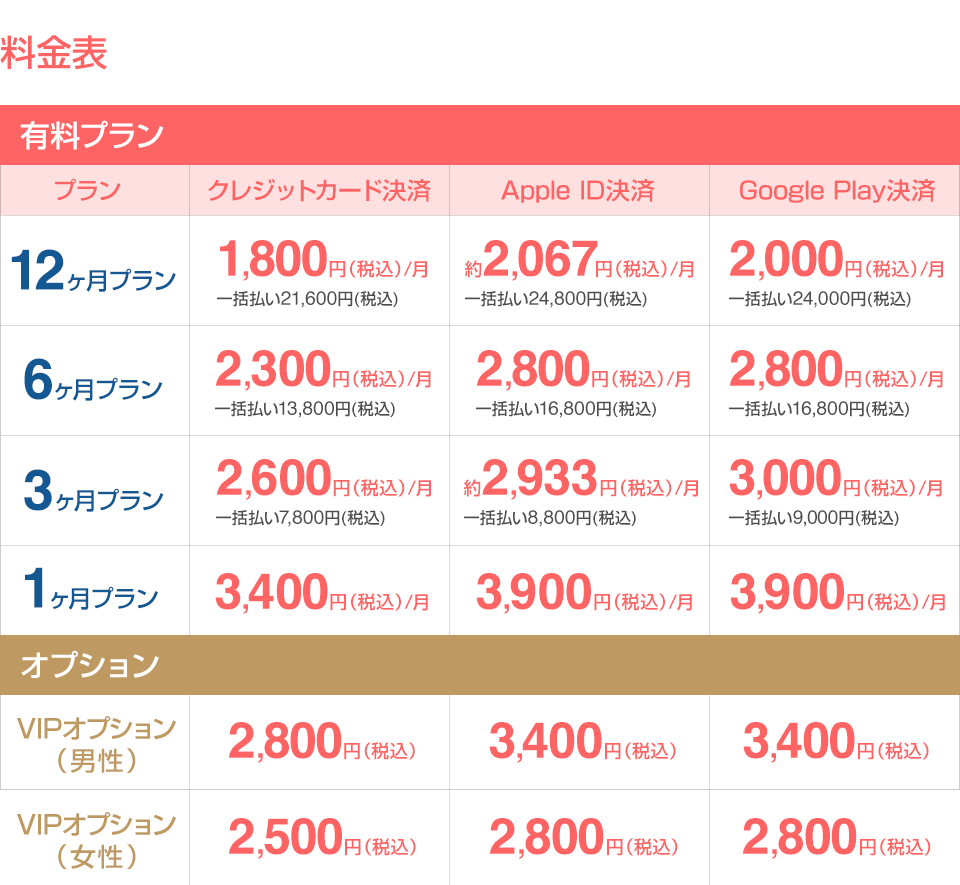 料金表
有料プラン
プラン クレジットカード決済 Apple ID決済 Google Play決済
12ヶ月プラン 1,800円(税込)/月 約2,067円(税込)/月 2,000円(税込)/月
一括払い21,600円(税込) 一括払い24,800円(税込) 一括払い24,000円(税込)
6ヶ月プラン 2,300円(税込)/月 2,800円(税込)/月 2,800円(税込)/月
一括払い13,800円(税込) 一括払い16,800円(税込) 一括払い16,800円(税込)
3ヶ月プラン 2,600円(税込)/月 約2,933円(税込)/月 3,000円(税込)/月
一括払い7,800円(税込) 一括払い8,800円(税込) 一括払い9,000円(税込)
1ヶ月プラン 3,400円(税込)/月 3,900円(税込)/月 3,900円(税込)/月
オプション
VIPオプション
(男性) 2,800円(税込) 3,400円(税込) 3,400円(税込)
VIPオプション
(女性) 2,500円(税込) 2,800円(税込) 2,800円(税込)